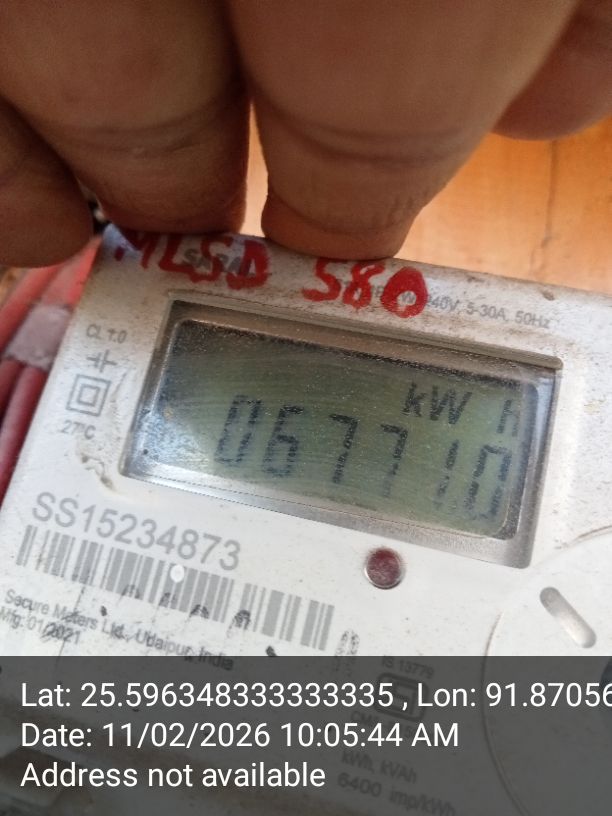 MLSD 580
240V, 5-30A, 50Hz
CL 1.0
27°C
kWh
SS15234873
Secure Meters Ltd., Udaipur, India
Mfg. 01/2021
IS 13779
kWh, kVAh
6400 imp/kWh
Lat: 25.596348333333335 , Lon: 91.87056
Date: 11/02/2026 10:05:44 AM
Address not available